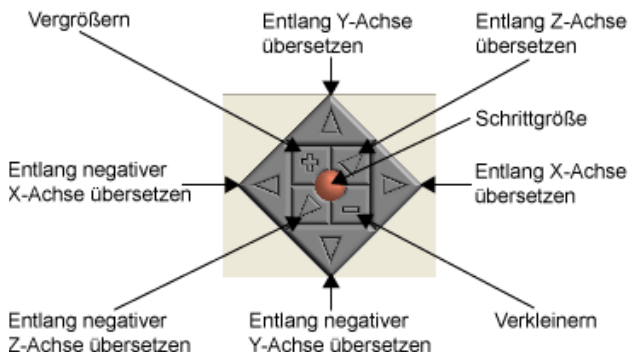 Vergrößern
Entlang Y-Achse
übersetzen
Entlang Z-Achse
übersetzen
Schrittgröße
Entlang negativer
X-Achse übersetzen
Entlang X-Achse
übersetzen
Entlang negativer
Z-Achse übersetzen
Entlang negativer
Y-Achse übersetzen
Verkleinern